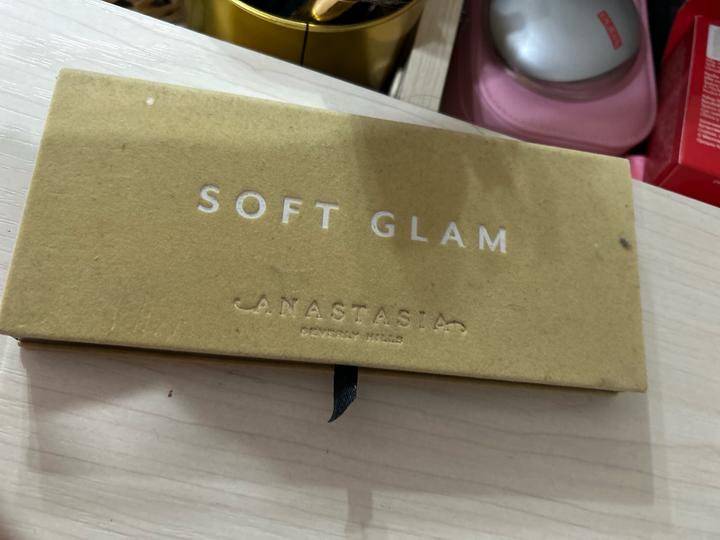 SOFT GLAM
ANASTASIA
BEVERLY HILLS